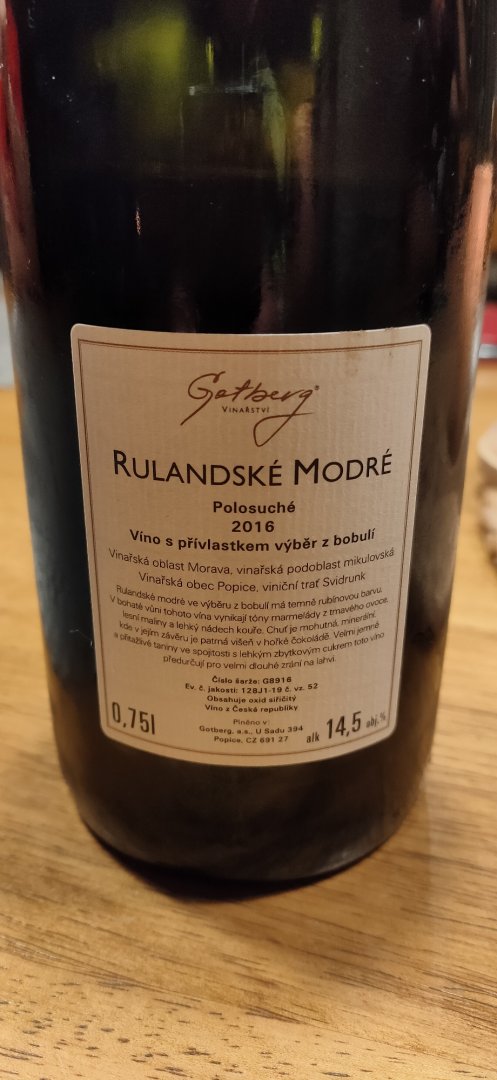 Gotberg®
VINAŘSTVÍ
RULANDSKÉ MODRÉ
Polosuché
2016
Víno s přívlastkem výběr z bobulí
Vinařská oblast Morava, vinařská podoblast mikulovská
Vinařská obec Popice, viniční trať Svidrunk
Rulandské modré ve výběru z bobulí má temně rubínovou barvu.
V bohaté vůni tohoto vína vynikají tóny marmelády z tmavého ovoce,
lesní maliny a lehký nádech kouře. Chuť je mohutná, minerální,
kde v jejím závěru je patrná višeň v hořké čokoládě. Velmi jemné
a přitažlivé taniny ve spojitosti s lehkým zbytkovým cukrem toto víno
předurčují pro velmi dlouhé zrání na lahvi.
Číslo šarže: G8916
Ev. č. jakosti: 128J1-19 č. vz. 52
Obsahuje oxid siřičitý
Víno z České republiky
Plněno v:
Gotberg, a.s., U Sadu 394
Popice, CZ 691 27
0,75l
alk 14,5 obj.%